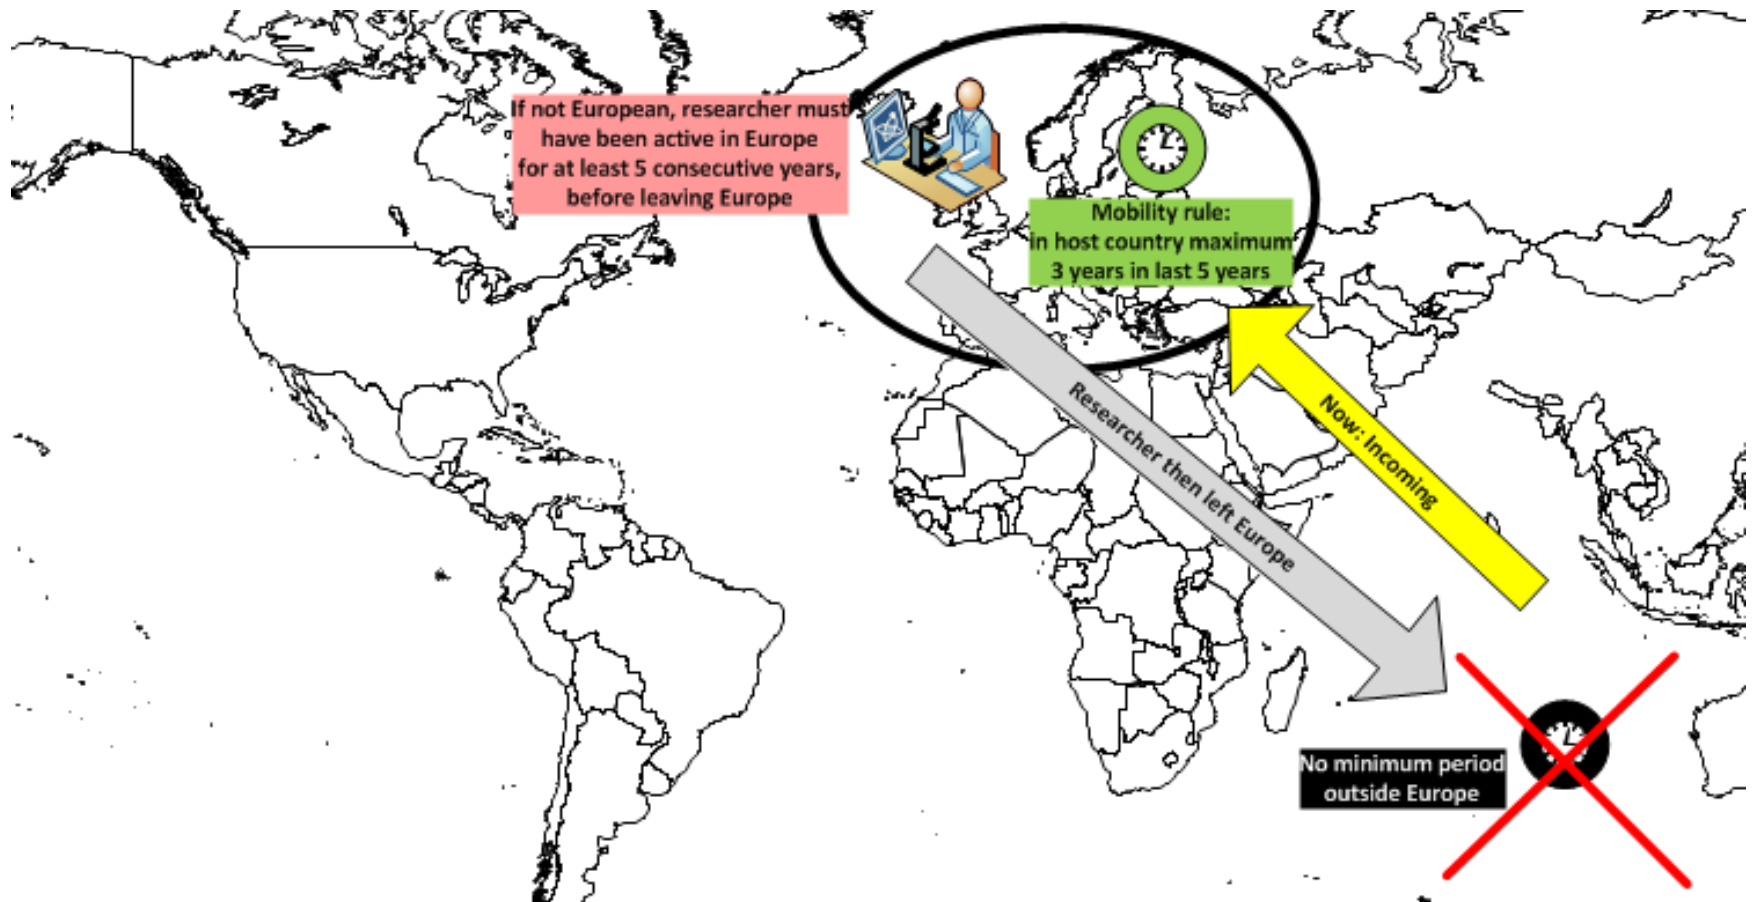 If not European, researcher must
have been active in Europe
for at least 5 consecutive years,
before leaving Europe
Mobility rule:
in host country maximum
3 years in last 5 years
Researcher then left Europe
Now: Incoming
No minimum period
outside Europe